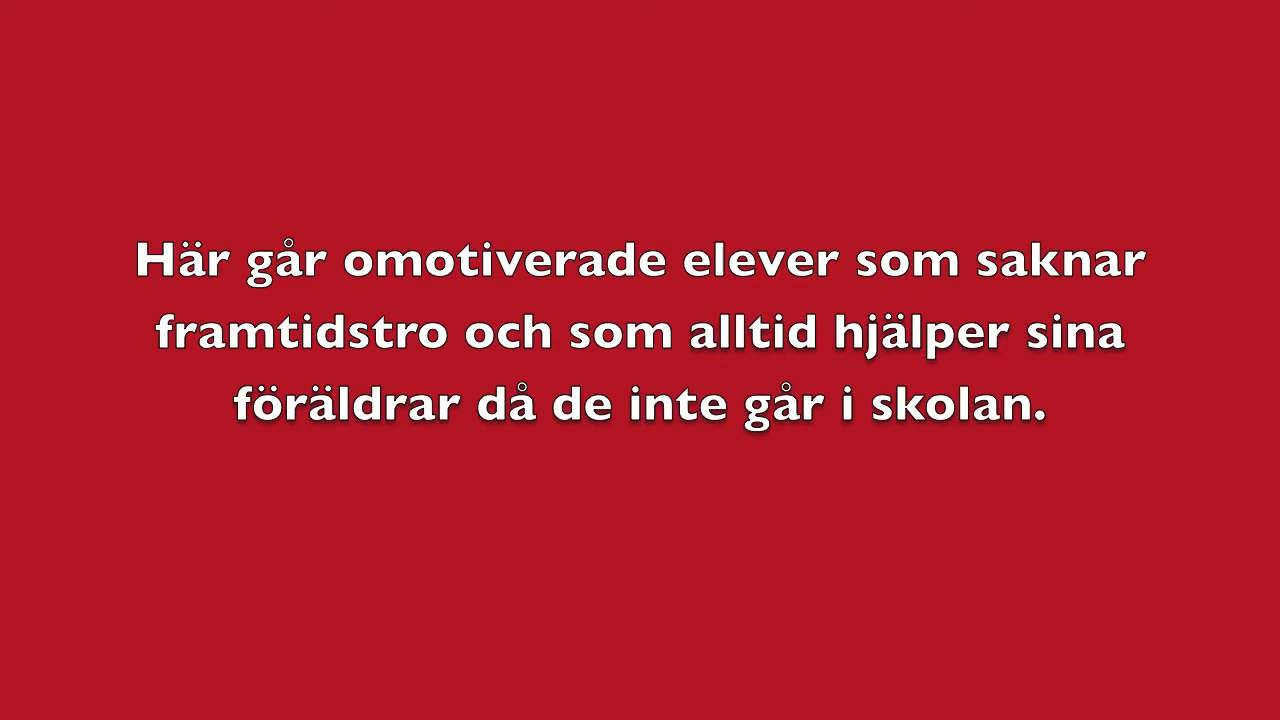 Här går omotiverade elever som saknar
framtidstro och som alltid hjälper sina
föräldrar då de inte går i skolan.